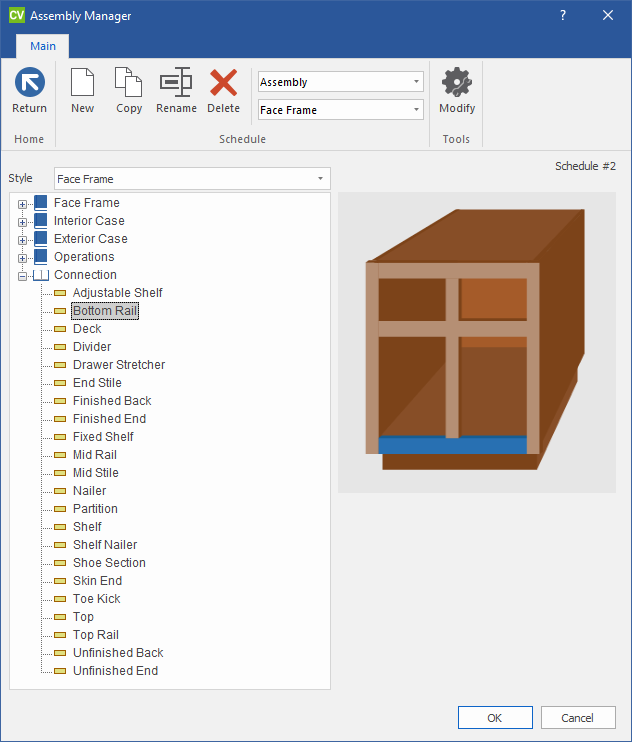 CV Assembly Manager ?
Main
Return New Copy Rename Delete Assembly Modify
Face Frame
Home Schedule Tools
Schedule #2
Style Face Frame
Face Frame
Interior Case
Exterior Case
Operations
Connection
Adjustable Shelf
Bottom Rail
Deck
Divider
Drawer Stretcher
End Stile
Finished Back
Finished End
Fixed Shelf
Mid Rail
Mid Stile
Nailer
Partition
Shelf
Shelf Nailer
Shoe Section
Skin End
Toe Kick
Top
Top Rail
Unfinished Back
Unfinished End
OK Cancel